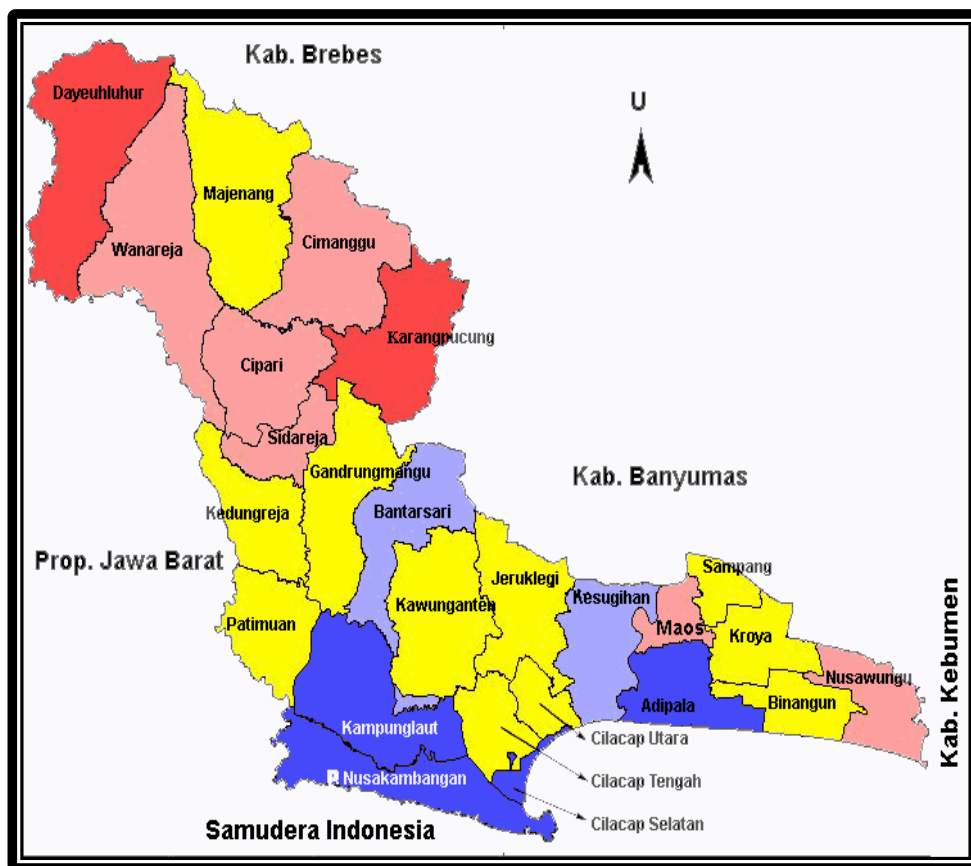 Kab. Brebes
Dayeuhluhur
U
Majenang
Wanareja
Cimanggu
Karangpucung
Cipari
Sidareja
Gandrungmangu
Kab. Banyumas
Bantarsari
Kedungreja
Prop. Jawa Barat
Jeruklegi
Sampang
Kesugihan
Kawunganten
Patimuan
Maos
Kroya
Nusawungu
Kab. Kebumen
Adipala
Binangun
Kampunglaut
Cilacap Utara
P Nusakambangan
Cilacap Tengah
Cilacap Selatan
Samudera Indonesia